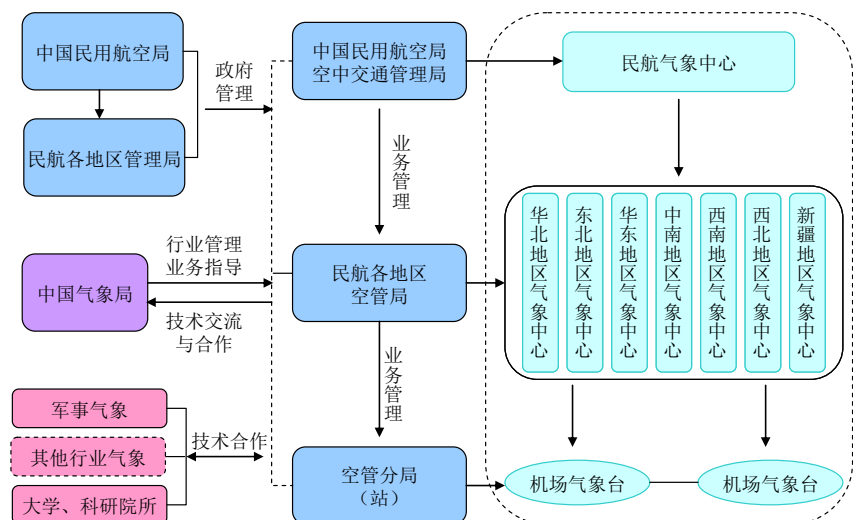 中国民用航空局
民航各地区管理局
政府
管理
中国民用航空局
空中交通管理局
民航气象中心
业务管理
华北地区气象中心
东北地区气象中心
华东地区气象中心
中南地区气象中心
西南地区气象中心
西北地区气象中心
新疆地区气象中心
中国气象局
行业管理
业务指导
技术交流
与合作
民航各地区
空管局
业务管理
军事气象
其他行业气象
大学、科研院所
技术合作
空管分局
（站）
机场气象台
机场气象台